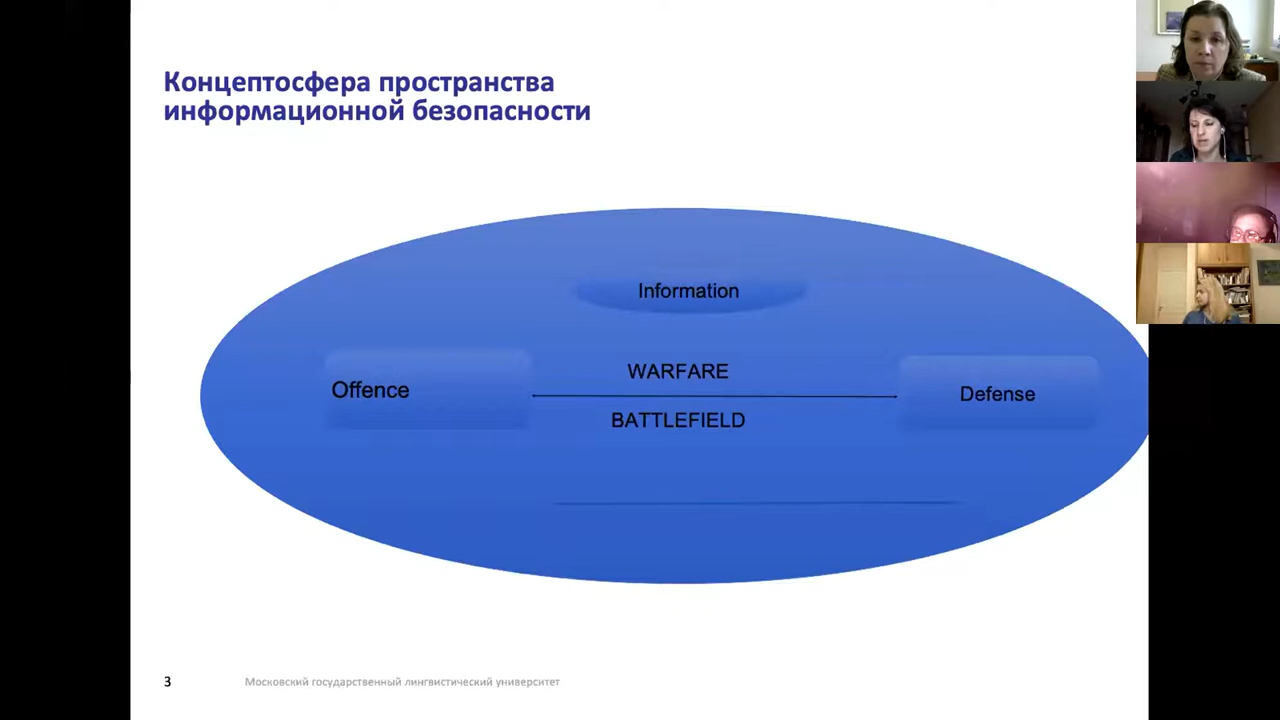 Концептосфера пространства
информационной безопасности
Information
WARFARE
Offence
Defense
BATTLEFIELD
3
Московский государственный лингвистический университет